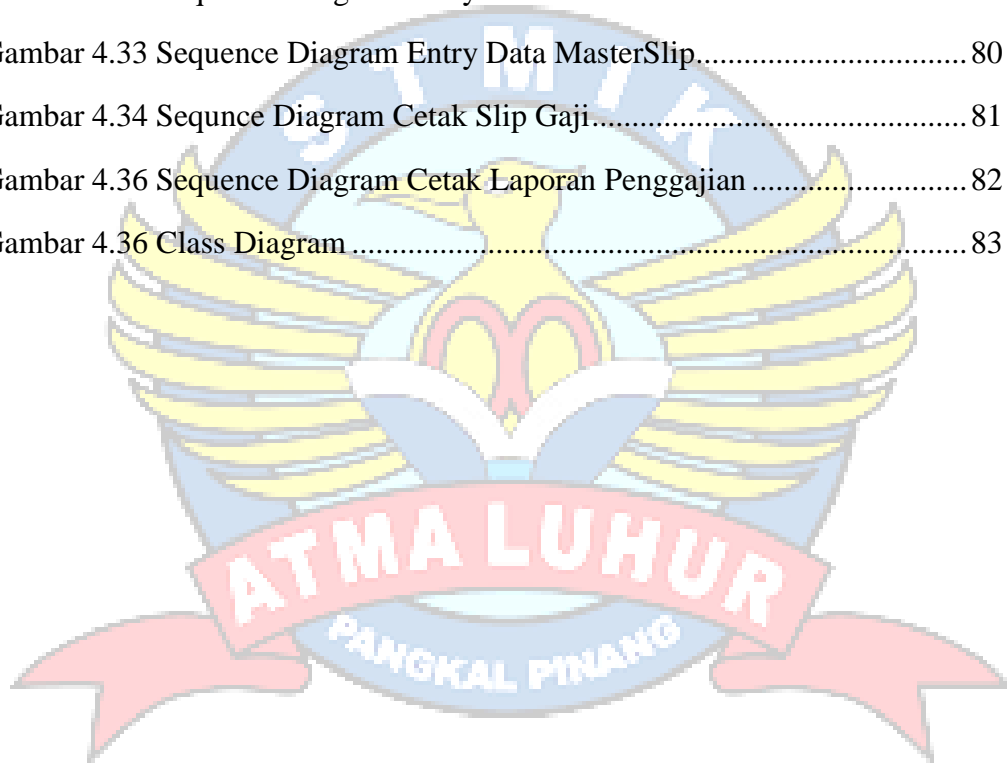 Gambar 4.33 Sequence Diagram Entry Data MasterSlip................................. 80
Gambar 4.34 Sequnce Diagram Cetak Slip Gaji.............................................. 81
Gambar 4.36 Sequence Diagram Cetak Laporan Penggajian .......................... 82
Gambar 4.36 Class Diagram ........................................................................... 83
STMIK
ATMA LUHUR
PANGKAL PINANG